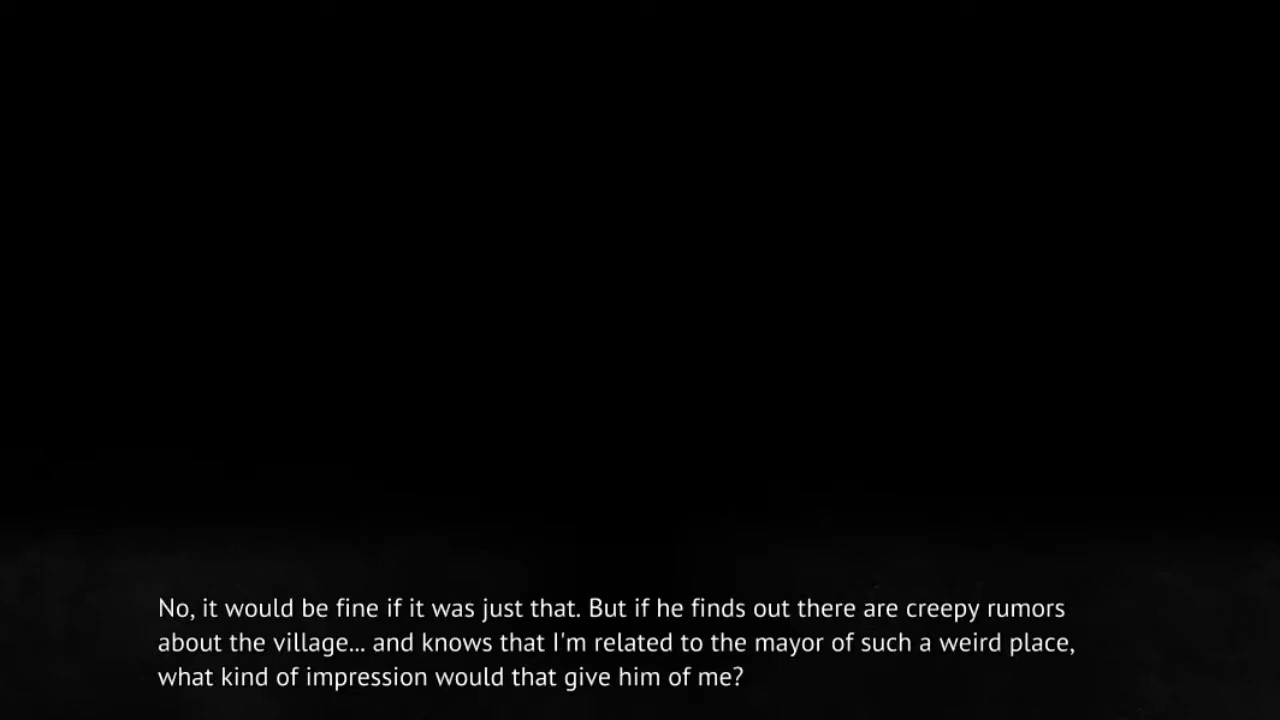 No, it would be fine if it was just that. But if he finds out there are creepy rumors
about the village... and knows that I'm related to the mayor of such a weird place,
what kind of impression would that give him of me?